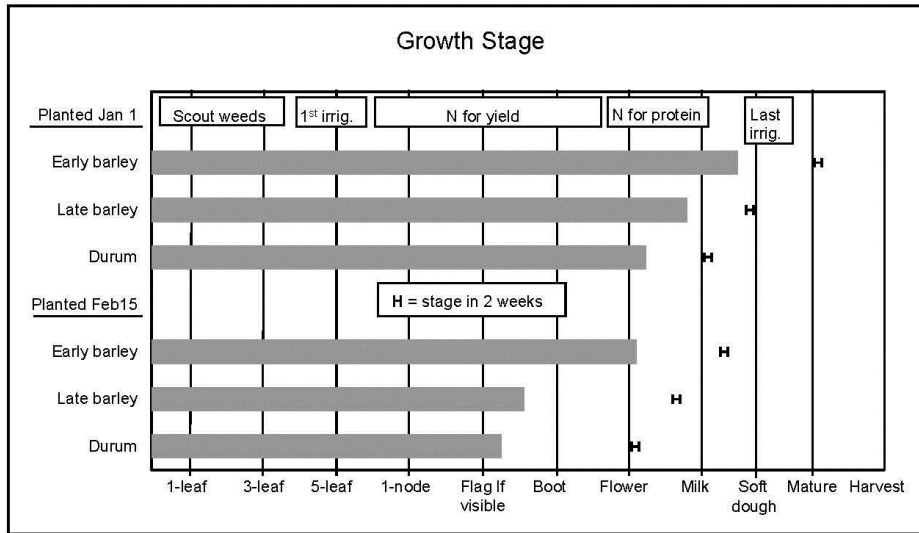 Growth Stage
Planted Jan 1
Scout weeds
1st irrig.
N for yield
N for protein
Last
irrig.
Early barley
H
Late barley
H
Durum
H
Planted Feb15
H = stage in 2 weeks
Early barley
H
Late barley
H
Durum
H
1-leaf
3-leaf
5-leaf
1-node
Flag lf
visible
Boot
Flower
Milk
Soft
dough
Mature
Harvest